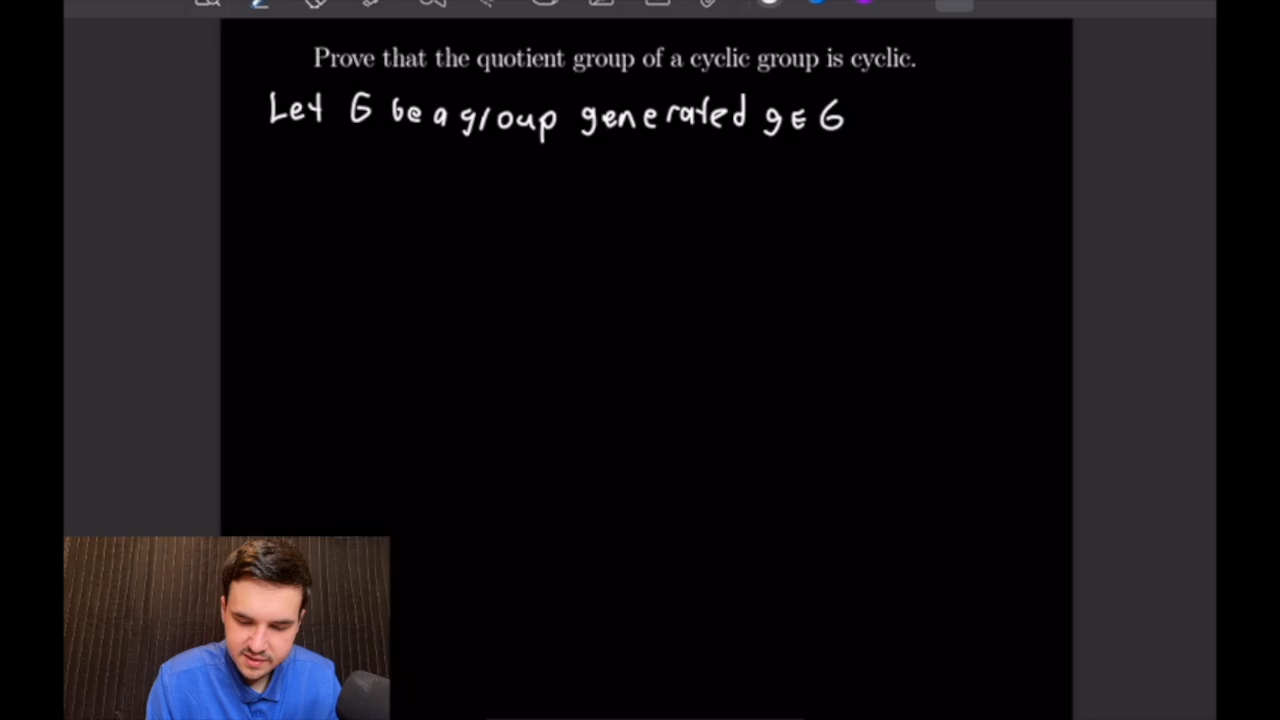 Prove that the quotient group of a cyclic group is cyclic.
Let G be a group generated g ∈ G